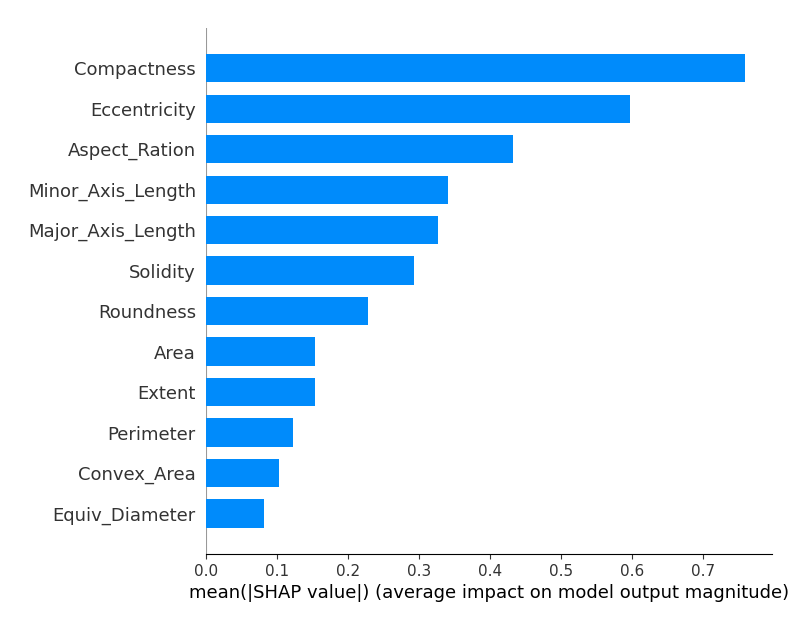 Compactness
Eccentricity
Aspect_Ration
Minor_Axis_Length
Major_Axis_Length
Solidity
Roundness
Area
Extent
Perimeter
Convex_Area
Equiv_Diameter
0.0 0.1 0.2 0.3 0.4 0.5 0.6 0.7
mean(|SHAP value|) (average impact on model output magnitude)